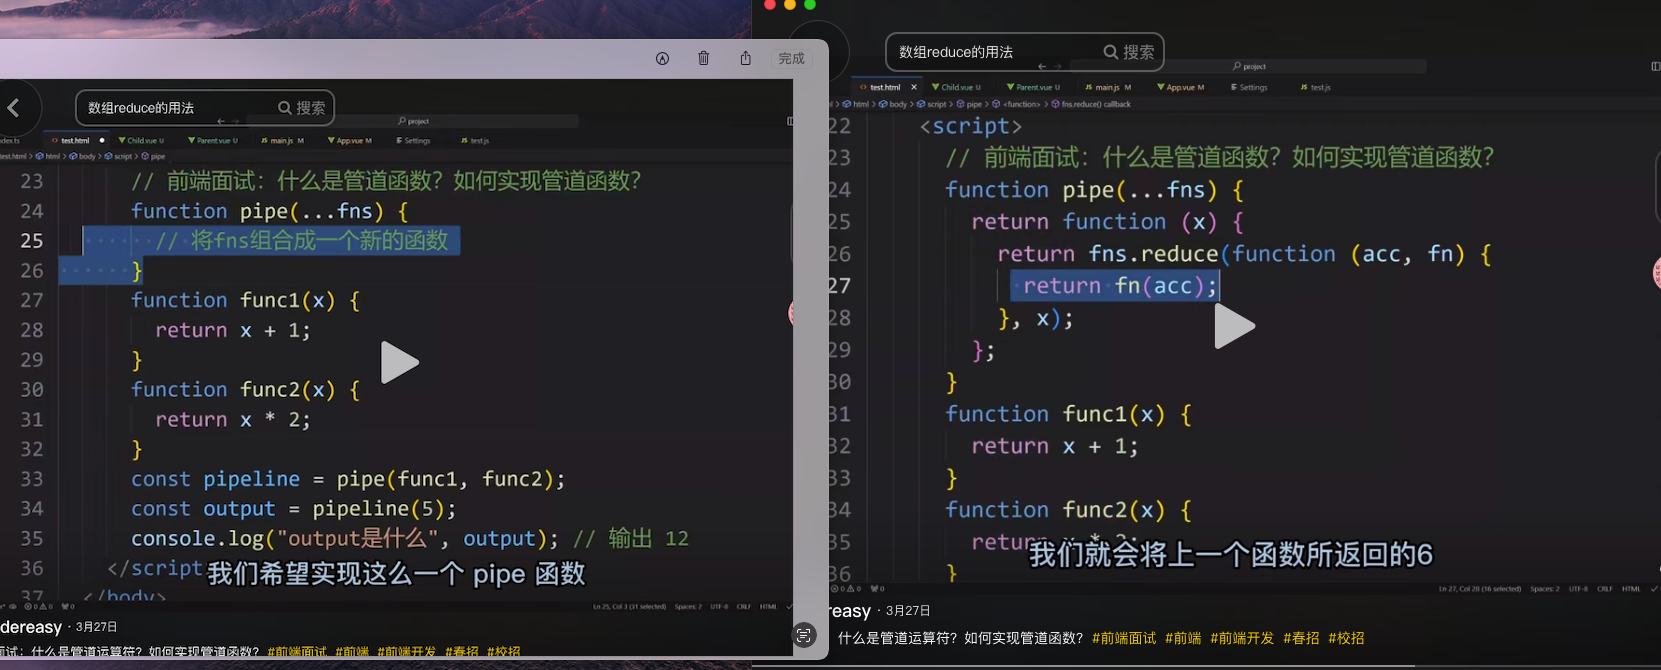 完成
数组reduce的用法 搜索
project
test.html Child.vue U Parent.vue U main.js M App.vue M Settings test.js
test.html html body script pipe
23 // 前端面试：什么是管道函数？如何实现管道函数？
24 function pipe(...fns) {
25 // 将fns组合成一个新的函数
26 }
27 function func1(x) {
28 return x + 1;
29 }
30 function func2(x) {
31 return x * 2;
32 }
33 const pipeline = pipe(func1, func2);
34 const output = pipeline(5);
35 console.log("output是什么", output); // 输出 12
36 </script
我们希望实现这么一个 pipe 函数
37 </body>
Ln 25, Col 3 (31 selected) Spaces: 2 UTF-8 CRLF HTML
dereasy · 3月27日
面试：什么是管道运算符？如何实现管道函数？ #前端面试 #前端 #前端开发 #春招 #校招
数组reduce的用法 搜索
project
test.html Child.vue U Parent.vue U main.js M App.vue M Settings test.js
html body script pipe <function> fns.reduce() callback
22 <script>
23 // 前端面试：什么是管道函数？如何实现管道函数？
24 function pipe(...fns) {
25 return function (x) {
26 return fns.reduce(function (acc, fn) {
27 return fn(acc);
28 }, x);
29 };
30 }
31 function func1(x) {
32 return x + 1;
33 }
34 function func2(x) {
35 return x * 2;
我们就会将上一个函数所返回的6
36 }
Ln 27, Col 28 (16 selected) Spaces: 2 UTF-8 CRLF HTML
reasy · 3月27日
什么是管道运算符？如何实现管道函数？ #前端面试 #前端 #前端开发 #春招 #校招